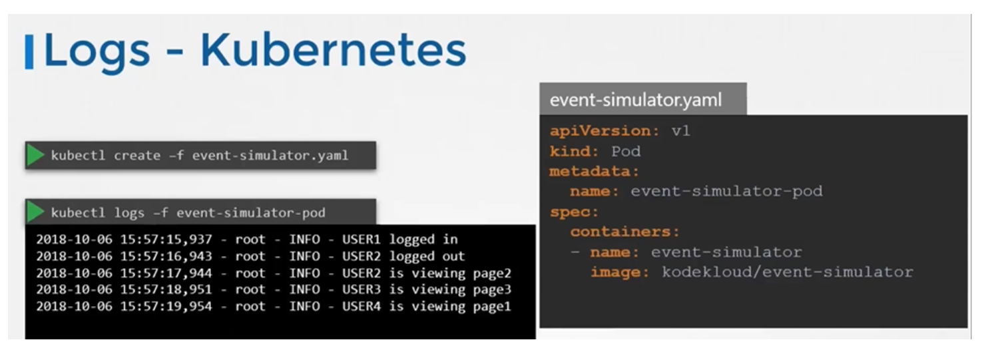 Logs - Kubernetes
kubectl create –f event-simulator.yaml
kubectl logs –f event-simulator-pod
2018-10-06 15:57:15,937 - root - INFO - USER1 logged in
2018-10-06 15:57:16,943 - root - INFO - USER2 logged out
2018-10-06 15:57:17,944 - root - INFO - USER2 is viewing page2
2018-10-06 15:57:18,951 - root - INFO - USER3 is viewing page3
2018-10-06 15:57:19,954 - root - INFO - USER4 is viewing page1
event-simulator.yaml
apiVersion: v1
kind: Pod
metadata:
  name: event-simulator-pod
spec:
  containers:
  - name: event-simulator
    image: kodekloud/event-simulator